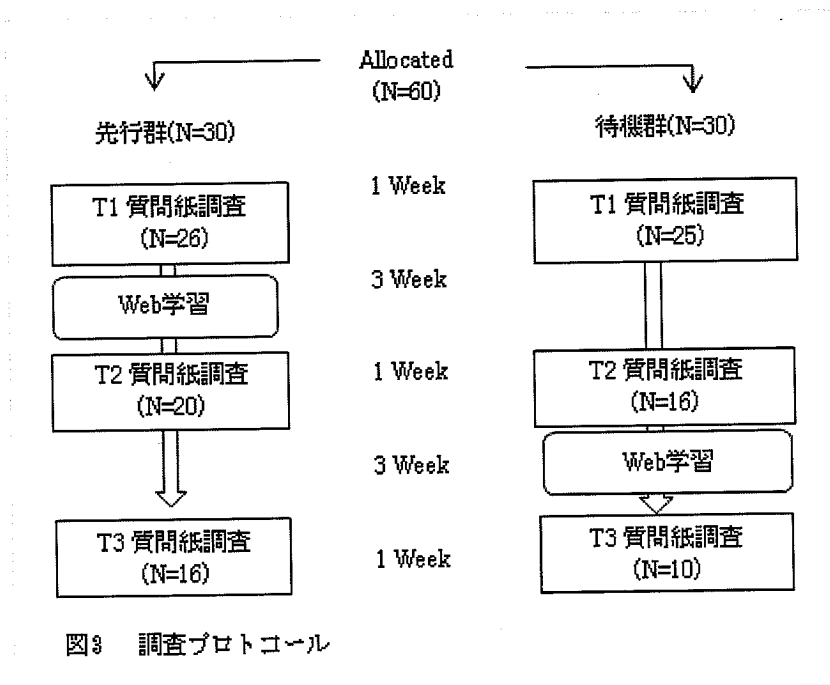 Allocated
(N=60)
先行群(N=30)
待機群(N=30)
T1 質問紙調査
(N=26)
1 Week
T1 質問紙調査
(N=25)
Web学習
3 Week
T2 質問紙調査
(N=20)
1 Week
T2 質問紙調査
(N=16)
3 Week
Web学習
T3 質問紙調査
(N=16)
1 Week
T3 質問紙調査
(N=10)
図3 調査プロトコール